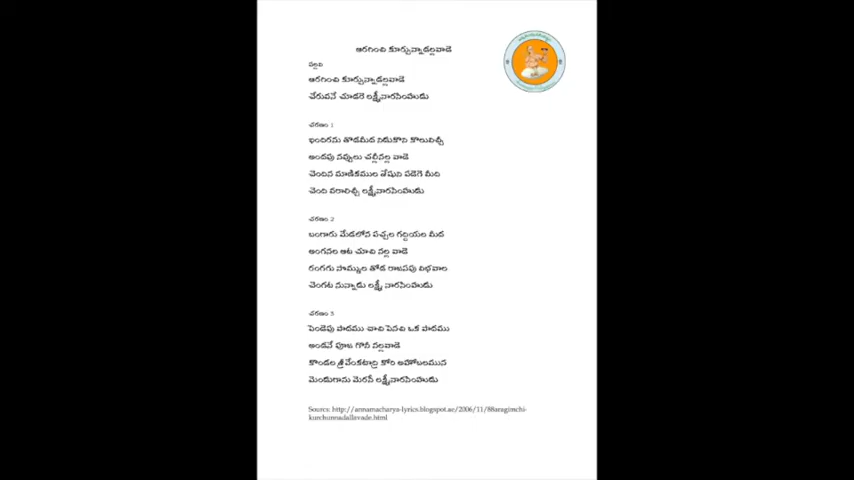 ఆరగించి కూర్చున్నాడల్లవాడె
పల్లవి
ఆరగించి కూర్చున్నాడల్లవాడె
చేరువనే చూడరె లక్ష్మీనారసింహుడు
చరణం 1
ఇందిరను తొడమీద నిడుకొని కొలువిచ్చీ
అందపు నవ్వులు చల్లీనల్ల వాడె
చెందిన మాణికముల శేషుని పడెగె మీద
చెంది వరాలిచ్చీ లక్ష్మీనారసింహుడు
చరణం 2
బంగారు మేడలోన పచ్చల గద్దియల మీద
అంగనల ఆట చూచీ నల్ల వాడె
రంగగు సొమ్ముల తోడ రాజసపు విభవాల
చెంగట నున్నాడు లక్ష్మీ నారసింహుడు
చరణం 3
పెండెపు పాదము చాచి పెనచి ఒక పాదము
అండనే పూజ గొనీ నల్లవాడె
కొండల శ్రీవేంకటాద్రి కోరి అహోబలమున
మెండుగాను మెరసీ లక్ష్మీనారసింహుడు
Source: http://annamacharya-lyrics.blogspot.ae/2006/11/88aragimchi-
kurchunnadallavade.html